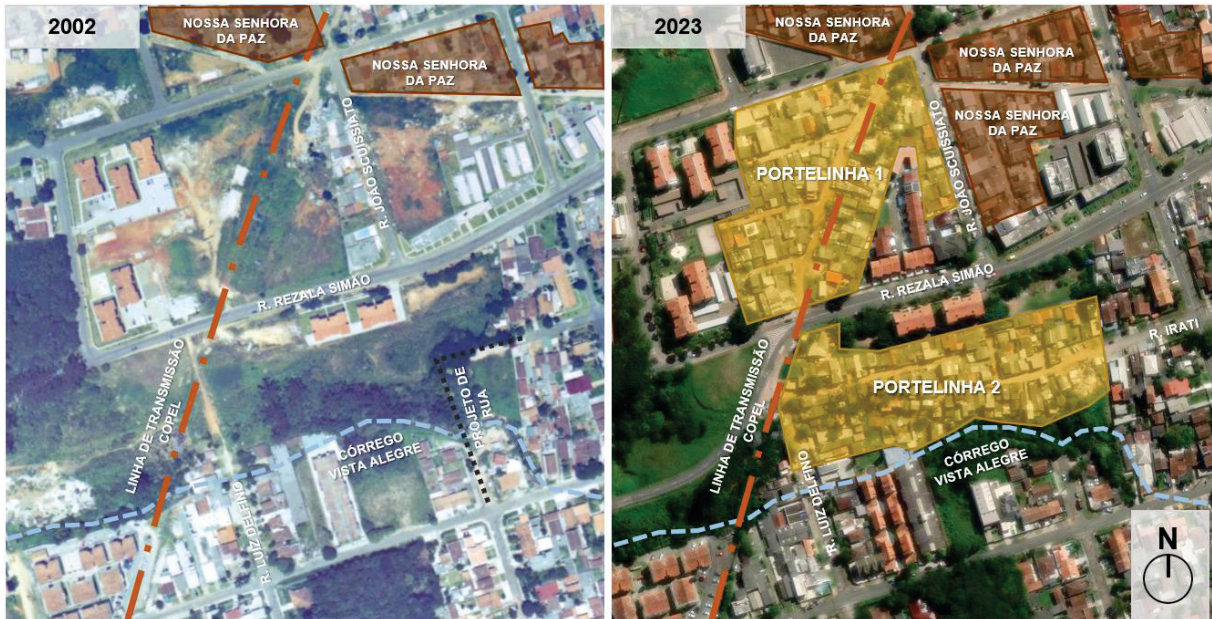 2002
NOSSA SENHORA
DA PAZ
NOSSA SENHORA
DA PAZ
R. JOÃO SCUISSIATO
R. REZALA SIMÃO
LINHA DE TRANSMISSÃO
COPEL
PROJETO DE
RUA
CÓRREGO
VISTA ALEGRE
R. LUIZ DELFINO
2023
NOSSA SENHORA
DA PAZ
NOSSA SENHORA
DA PAZ
NOSSA SENHORA
DA PAZ
R. JOÃO SCUISSIATO
PORTELINHA 1
R. REZALA SIMÃO
R. IRATI
LINHA DE TRANSMISSÃO
COPEL
PORTELINHA 2
CÓRREGO
VISTA ALEGRE
R. LUIZ DELFINO
N